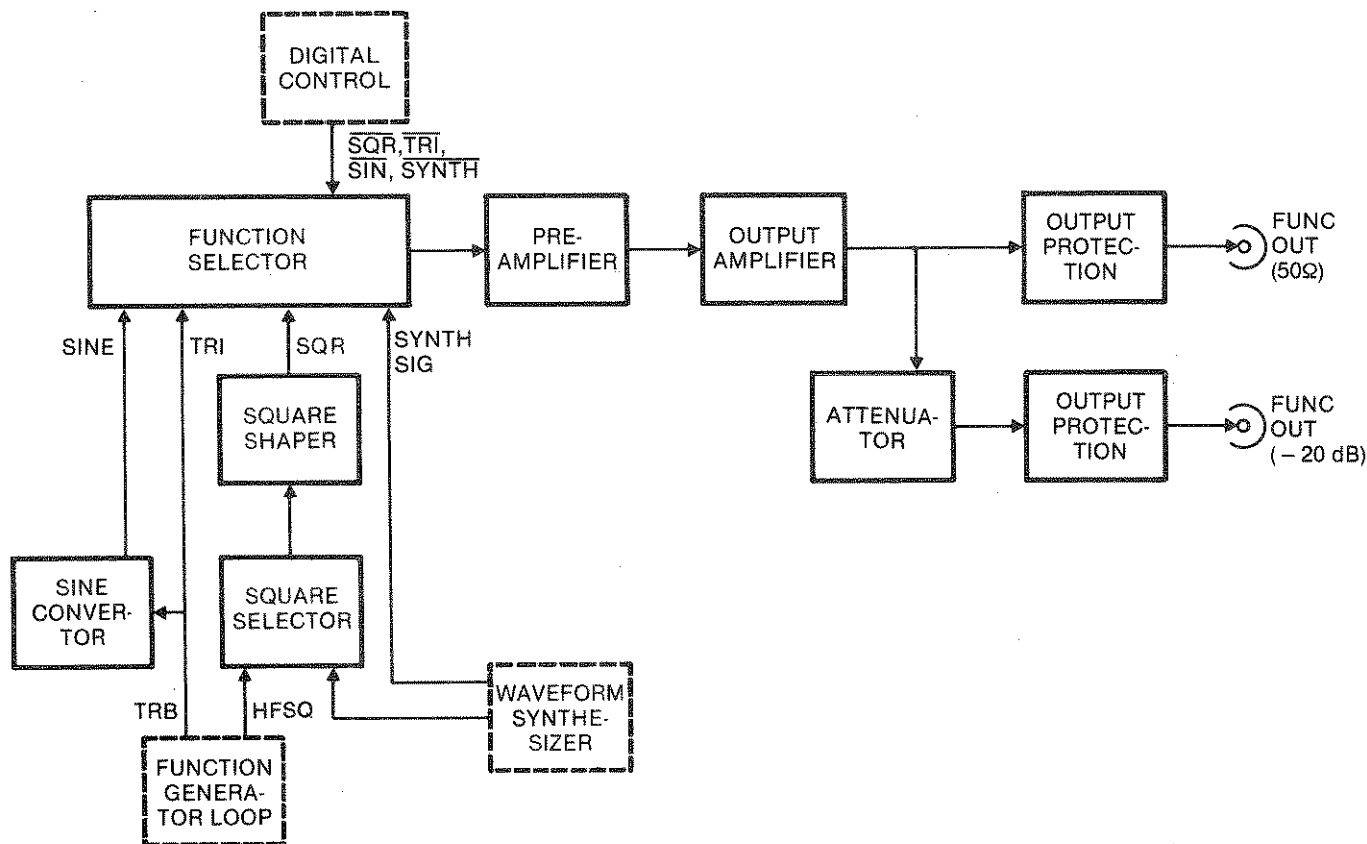 DIGITAL
CONTROL
SQR, TRI,
SIN, SYNTH
FUNCTION
SELECTOR
PRE-
AMPLIFIER
OUTPUT
AMPLIFIER
OUTPUT
PROTEC-
TION
FUNC
OUT
(50Ω)
SINE
TRI
SQR
SYNTH
SIG
SQUARE
SHAPER
ATTENUA-
TOR
OUTPUT
PROTEC-
TION
FUNC
OUT
(– 20 dB)
SINE
CONVER-
TOR
SQUARE
SELECTOR
TRB
HFSQ
WAVEFORM
SYNTHE-
SIZER
FUNCTION
GENERA-
TOR LOOP